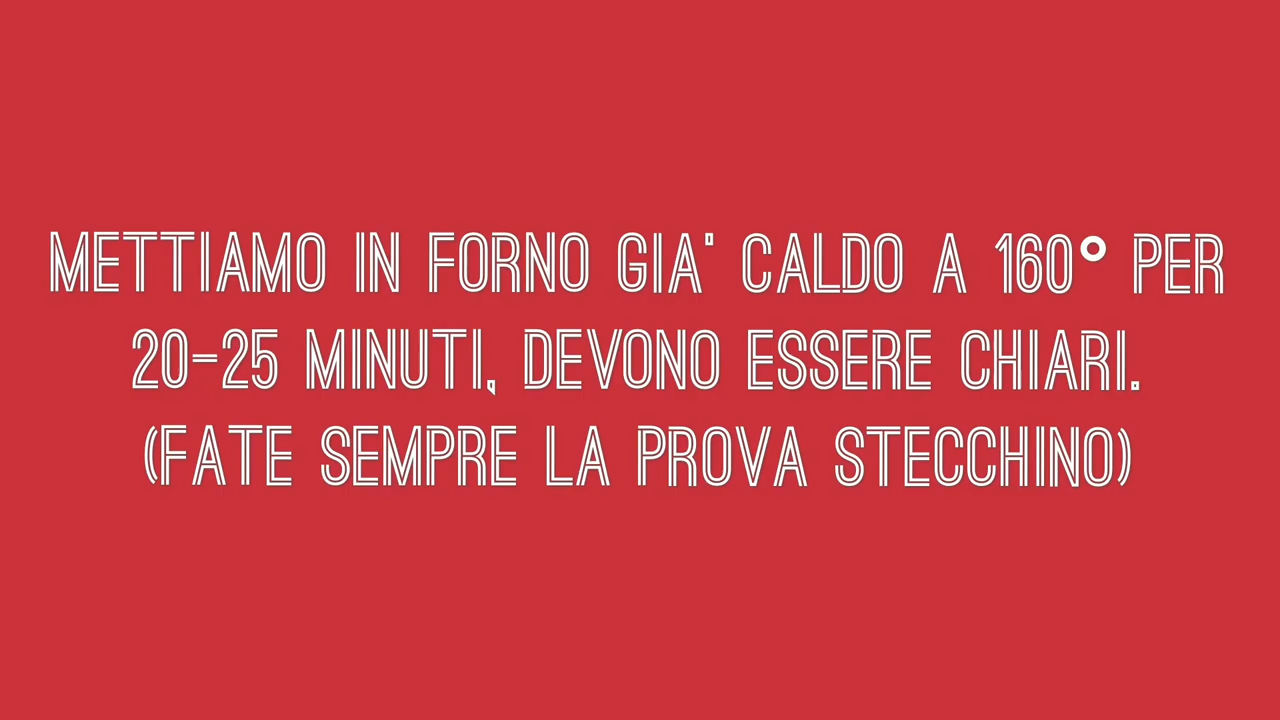 METTIAMO IN FORNO GIA' CALDO A 160° PER
20-25 MINUTI, DEVONO ESSERE CHIARI.
(FATE SEMPRE LA PROVA STECCHINO)